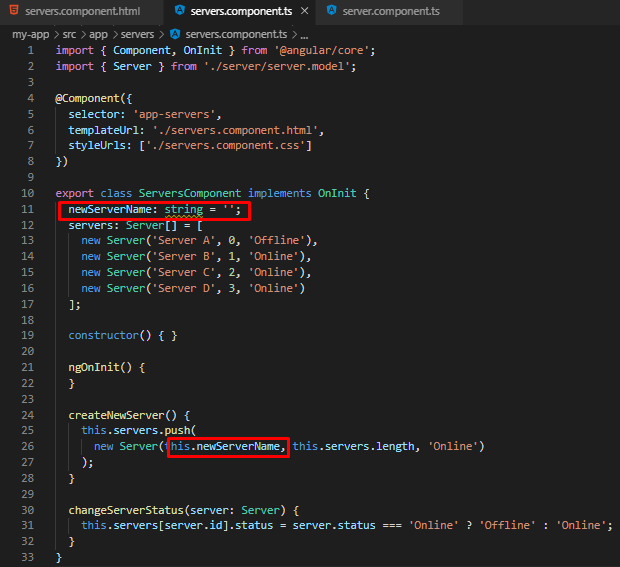 servers.component.html servers.component.ts server.component.ts
my-app > src > app > servers > servers.component.ts > ...
1 import { Component, OnInit } from '@angular/core';
2 import { Server } from './server/server.model';
3
4 @Component({
5   selector: 'app-servers',
6   templateUrl: './servers.component.html',
7   styleUrls: ['./servers.component.css']
8 })
9
10 export class ServersComponent implements OnInit {
11   newServerName: string = '';
12   servers: Server[] = [
13     new Server('Server A', 0, 'Offline'),
14     new Server('Server B', 1, 'Online'),
15     new Server('Server C', 2, 'Online'),
16     new Server('Server D', 3, 'Online')
17   ];
18
19   constructor() { }
20
21   ngOnInit() {
22   }
23
24   createNewServer() {
25     this.servers.push(
26       new Server(this.newServerName, this.servers.length, 'Online')
27     );
28   }
29
30   changeServerStatus(server: Server) {
31     this.servers[server.id].status = server.status === 'Online' ? 'Offline' : 'Online';
32   }
33 }